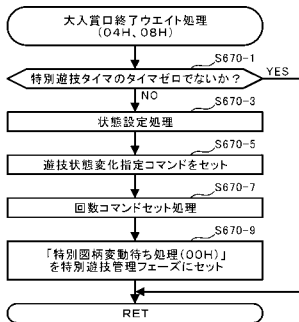 大入賞口終了ウエイト処理
(04H、08H)
S670-1
特別遊技タイマのタイマゼロでないか?
YES
NO
S670-3
状態設定処理
S670-5
遊技状態変化指定コマンドをセット
S670-7
回数コマンドセット処理
S670-9
「特別図柄変動待ち処理(00H)」
を特別遊技管理フェーズにセット
RET